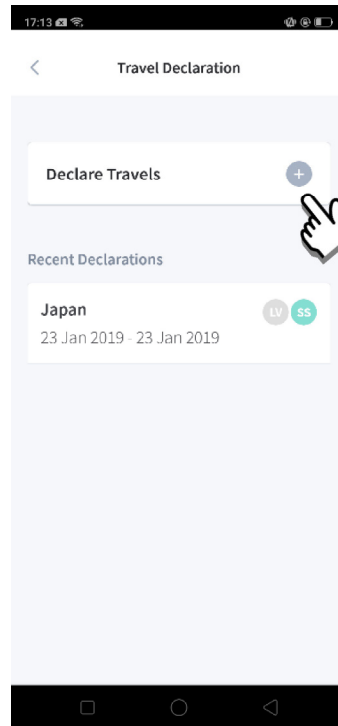 17:13
Travel Declaration
Declare Travels
Recent Declarations
Japan
LV SS
23 Jan 2019 - 23 Jan 2019